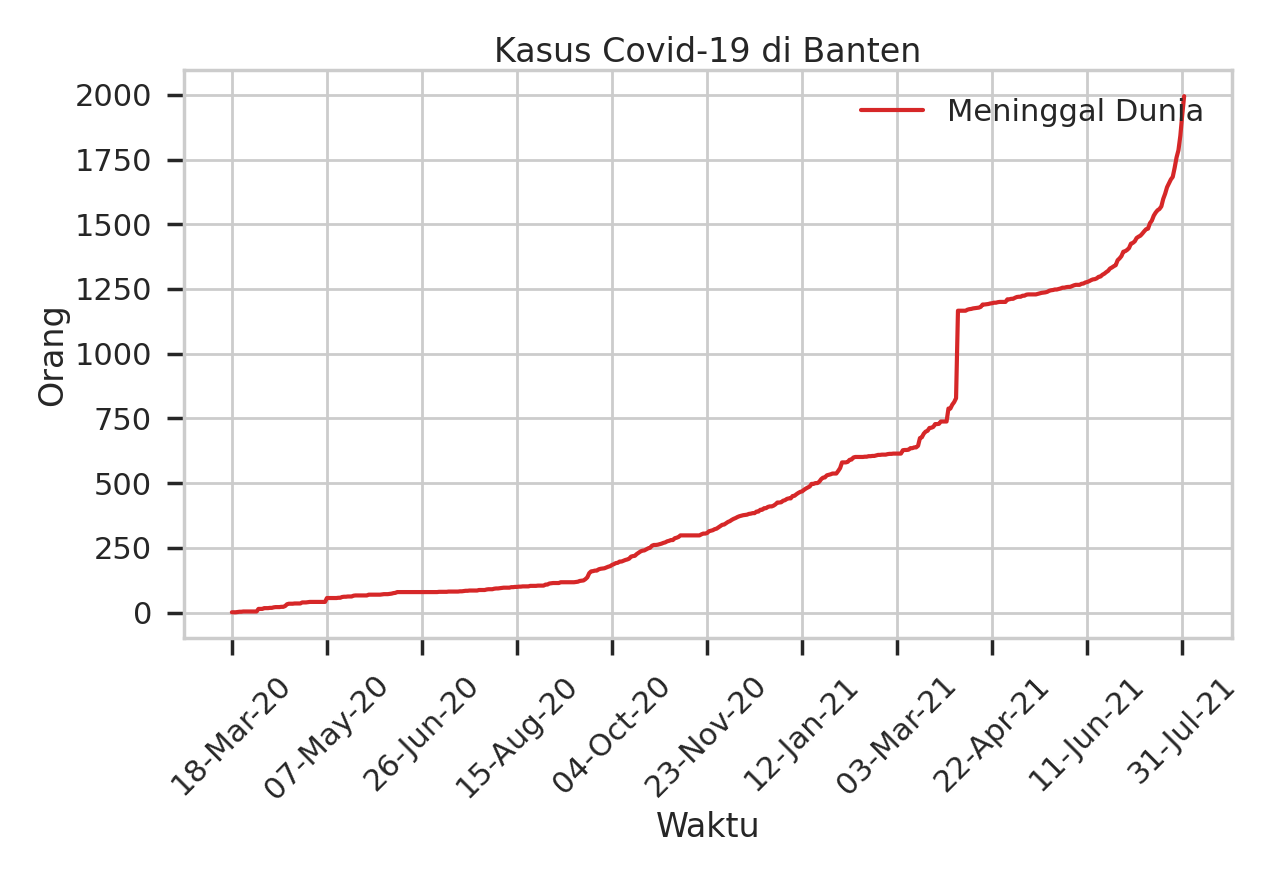 Kasus Covid-19 di Banten
Meninggal Dunia
Orang
2000
1750
1500
1250
1000
750
500
250
0
18-Mar-20
07-May-20
26-Jun-20
15-Aug-20
04-Oct-20
23-Nov-20
12-Jan-21
03-Mar-21
22-Apr-21
11-Jun-21
31-Jul-21
Waktu